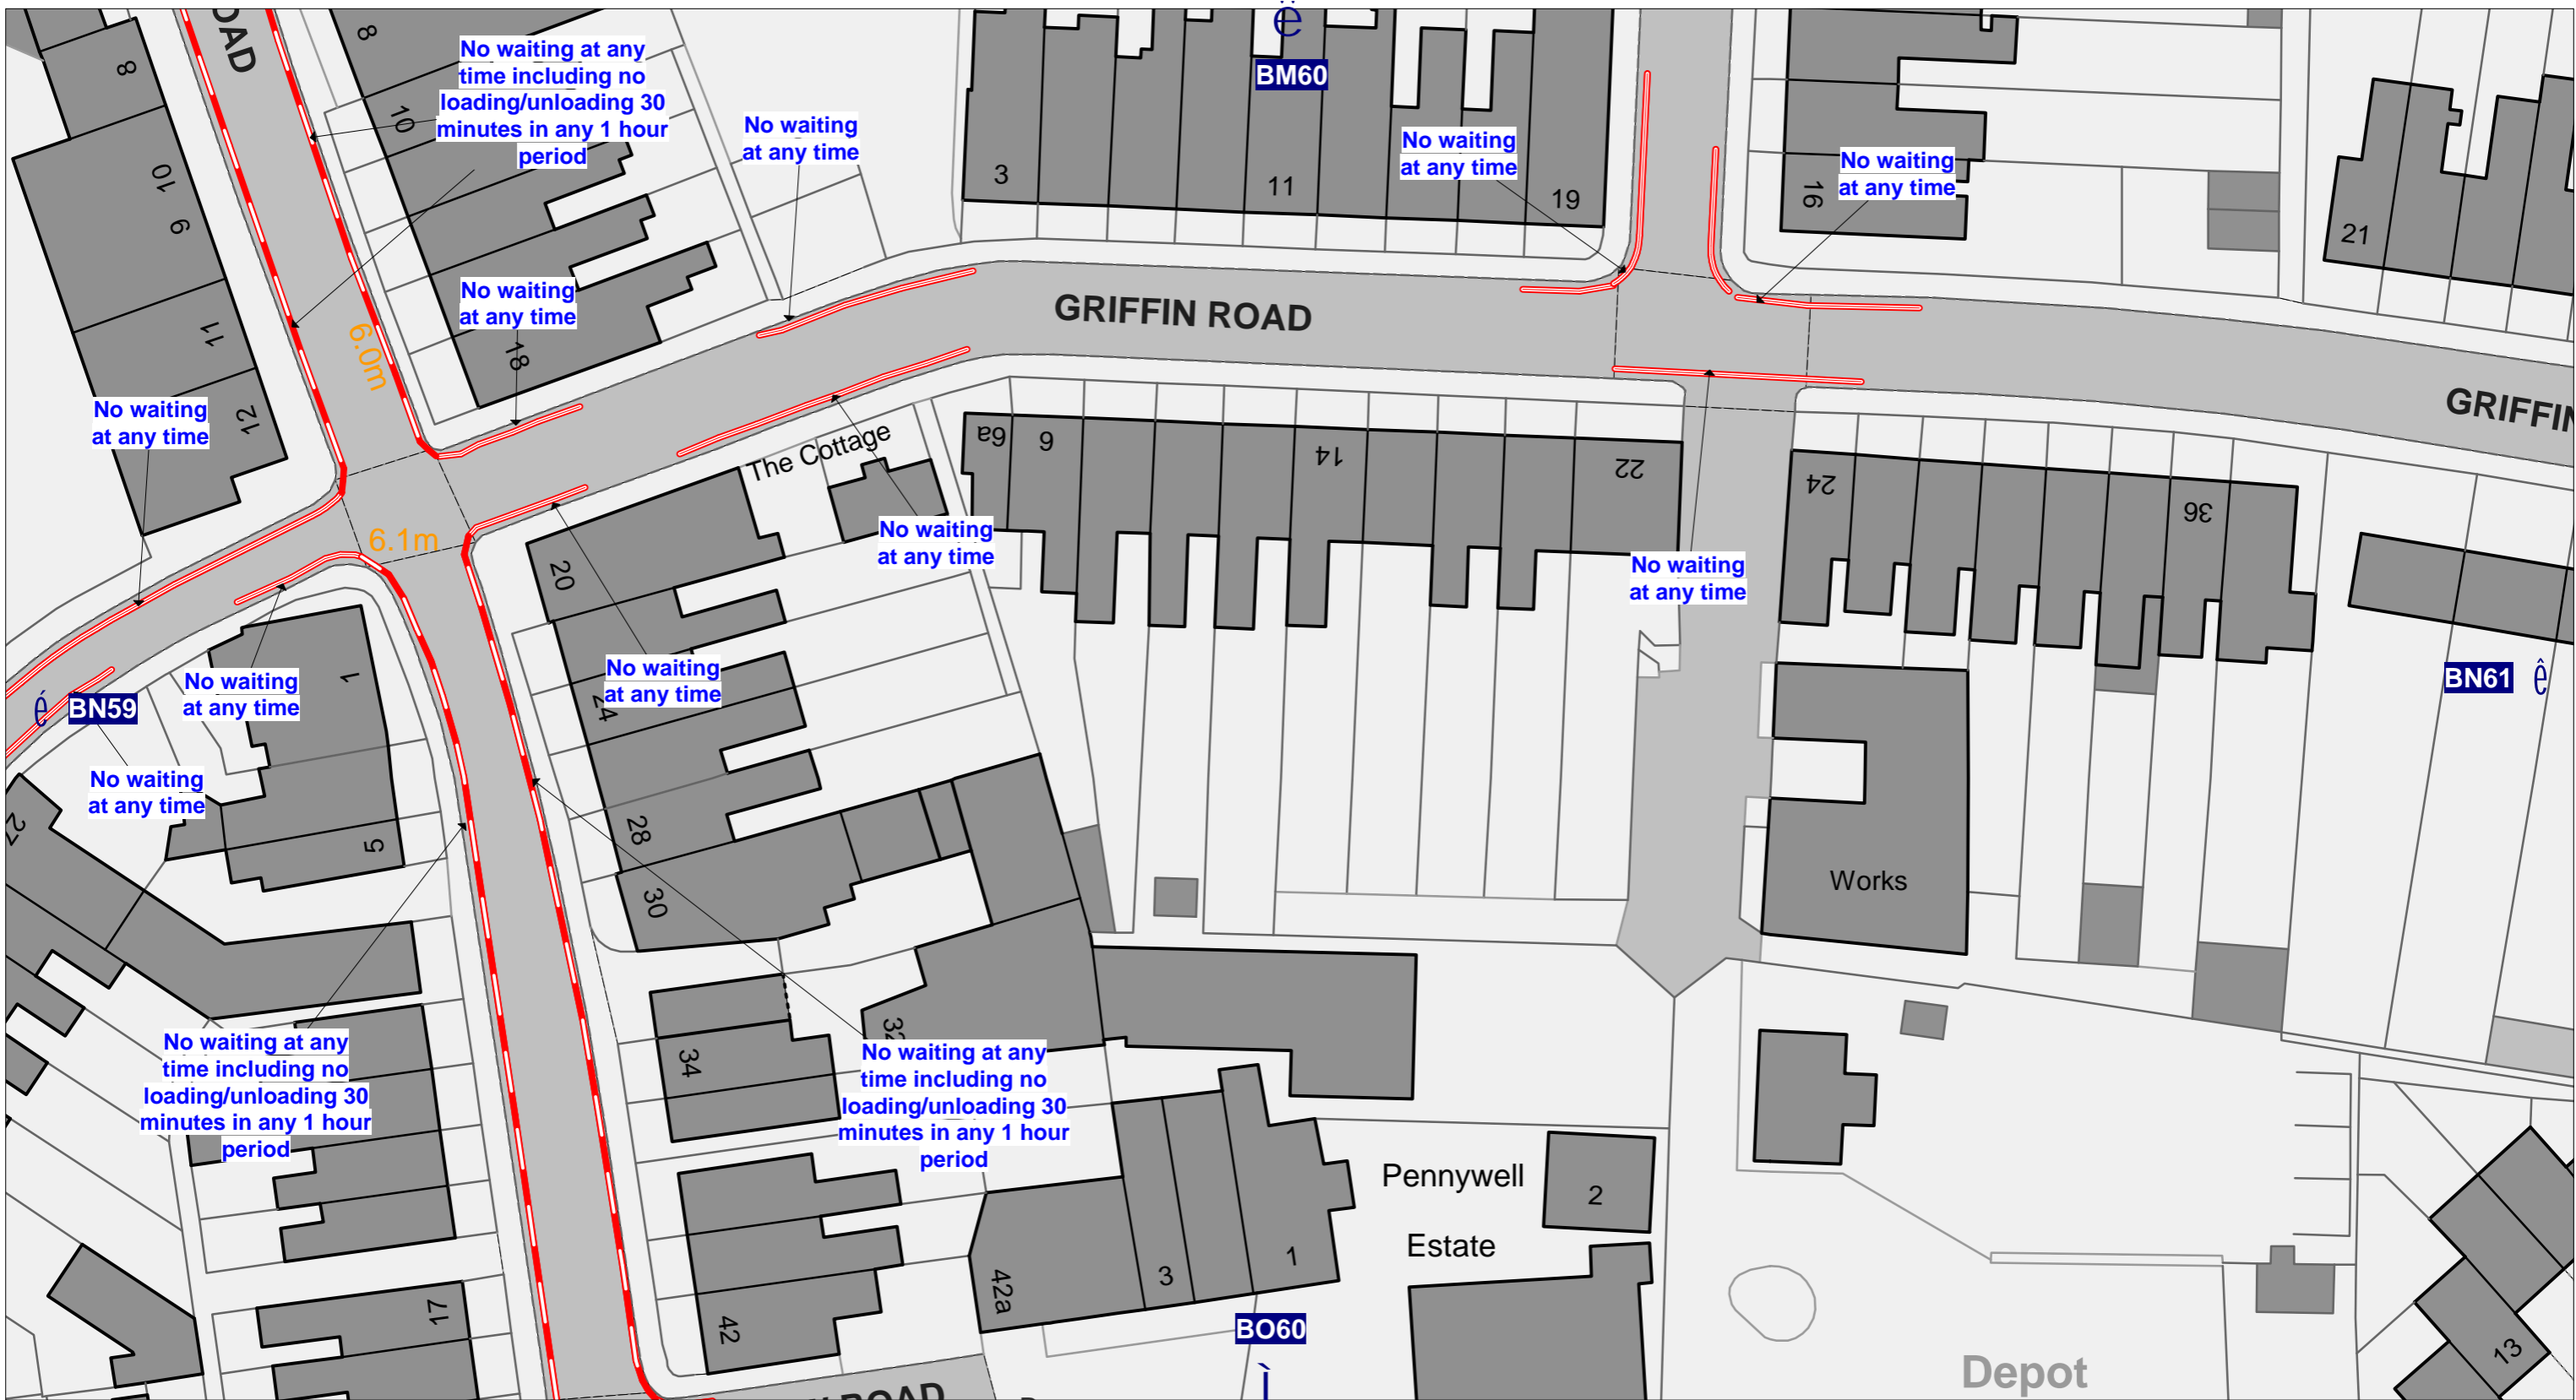 OAD
8
8
10
10
9
11
12
18
6.0m
6.1m
No waiting at any
time including no
loading/unloading 30
minutes in any 1 hour
period
No waiting
at any time
No waiting
at any time
No waiting
at any time
ë
BM60
3
11
19
No waiting
at any time
No waiting
at any time
16
21
GRIFFIN ROAD
GRIFFIN
The Cottage
6a
6
14
22
24
36
No waiting
at any time
No waiting
at any time
No waiting
at any time
No waiting
at any time
No waiting
at any time
é BN59
BN61 ê
20
24
28
30
32
34
42
42a
3
1
1
5
27
17
Works
No waiting at any
time including no
loading/unloading 30
minutes in any 1 hour
period
No waiting at any
time including no
loading/unloading 30
minutes in any 1 hour
period
Pennywell
Estate
2
BO60
ì
Depot
13
ROAD